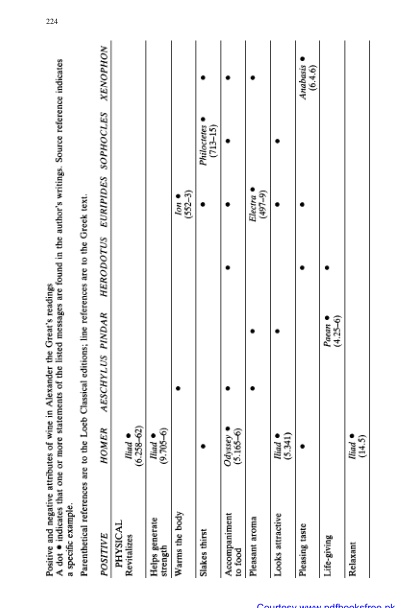 224
Positive and negative attributes of wine in Alexander the Great's readings
A dot ● indicates that one or more statements of the listed messages are found in the author's writings. Source reference indicates
a specific example.
Parenthetical references are to the Loeb Classical editions; line references are to the Greek text.
POSITIVE HOMER AESCHYLUS PINDAR HERODOTUS EURIPIDES SOPHOCLES XENOPHON
PHYSICAL
Revitalizes Iliad ●
(6.258–62)
Helps generate Iliad ●
strength (9.705–6)
Warms the body ● Ion ●
(552–3)
Slakes thirst ● ● Philoctetes ● ●
(713–15)
Accompaniment Odyssey ● ● ● ● ● ●
to food (5.165–6)
Pleasant aroma ● ● Electra ● ●
(497–9)
Looks attractive Iliad ● ● ●
(5.341)
Pleasing taste ● ● ● Anabasis ●
(6.4.6)
Life-giving Paean ● ●
(4.25–6)
Relaxant Iliad ●
(14.5)
Courtesy www.pdfbooksfree.pk